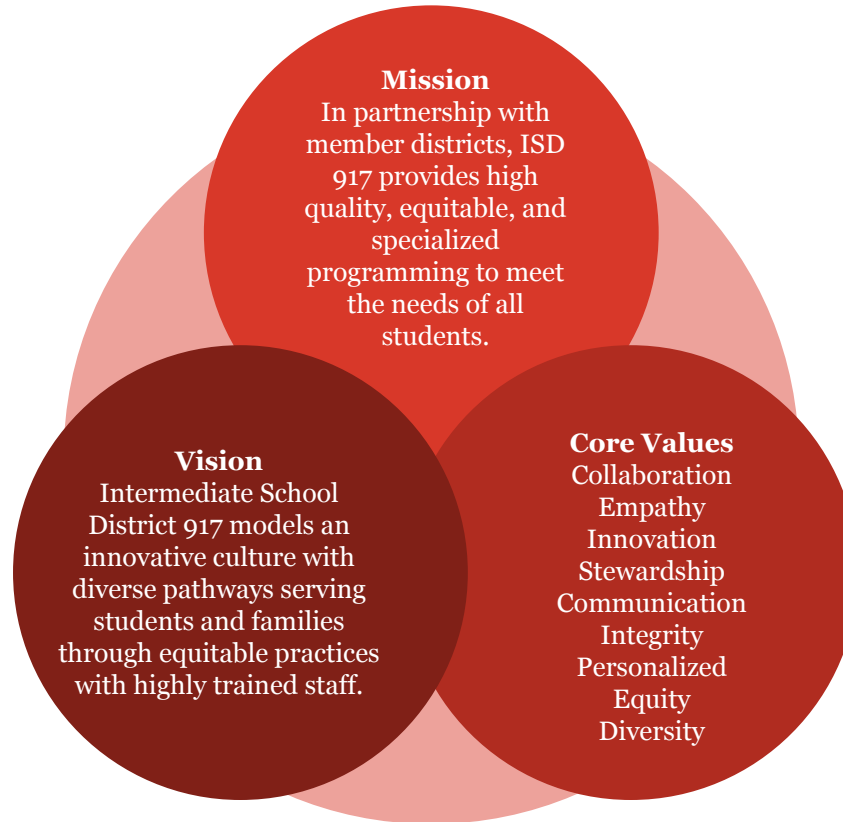 Mission
In partnership with
member districts, ISD
917 provides high
quality, equitable, and
specialized
programming to meet
the needs of all
students.
Vision
Intermediate School
District 917 models an
innovative culture with
diverse pathways serving
students and families
through equitable practices
with highly trained staff.
Core Values
Collaboration
Empathy
Innovation
Stewardship
Communication
Integrity
Personalized
Equity
Diversity